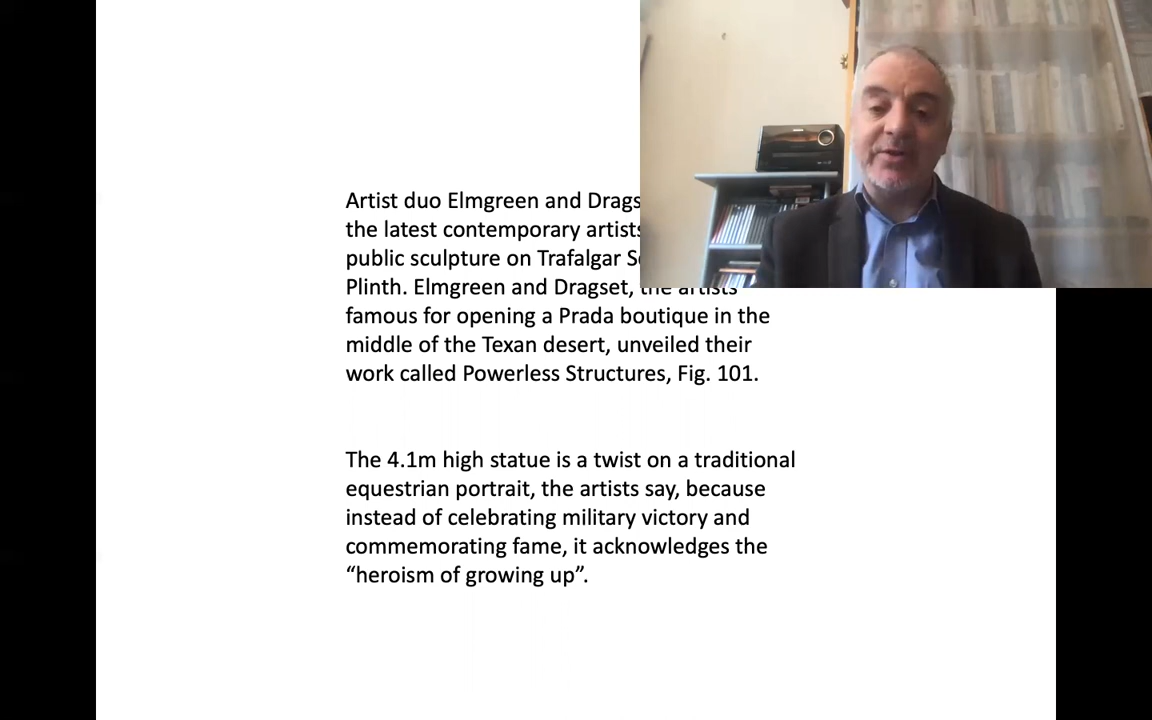 Artist duo Elmgreen and Drags
the latest contemporary artists
public sculpture on Trafalgar S
Plinth. Elmgreen and Dragset, the artists
famous for opening a Prada boutique in the
middle of the Texan desert, unveiled their
work called Powerless Structures, Fig. 101.
The 4.1m high statue is a twist on a traditional
equestrian portrait, the artists say, because
instead of celebrating military victory and
commemorating fame, it acknowledges the
“heroism of growing up”.